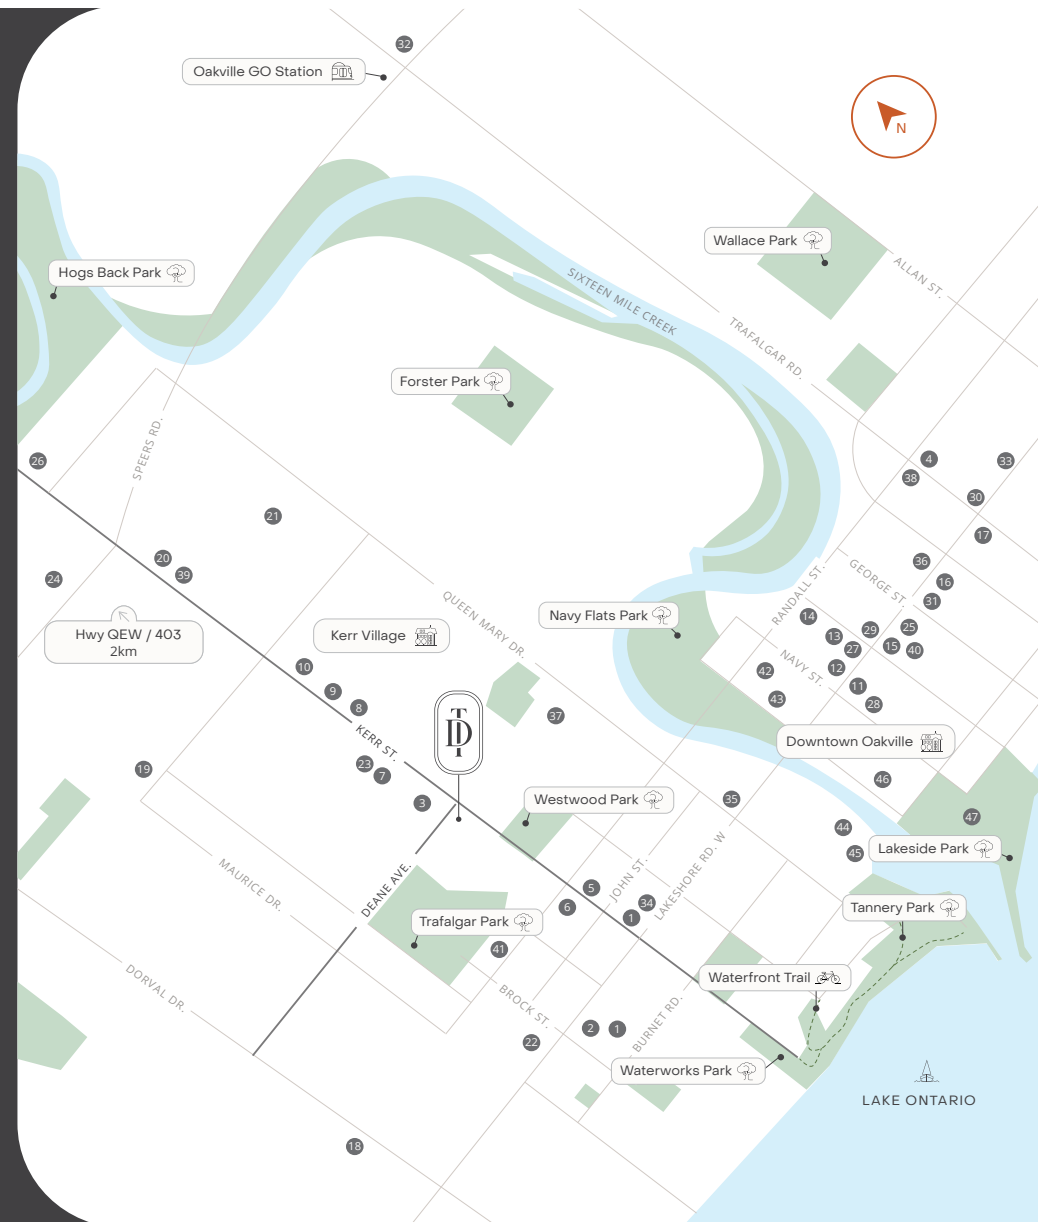 32
Oakville GO Station
N
Wallace Park
ALLAN ST.
Hogs Back Park
SIXTEEN MILE CREEK
TRAFALGAR RD.
Forster Park
SPEERS RD.
26
4
33
38
30
21
17
20
39
24
36
16
31
GEORGE ST.
RANDALL ST.
QUEEN MARY DR.
Navy Flats Park
14
Hwy QEW / 403
2km
Kerr Village
13
29
25
27
15
40
NAVY ST.
10
42
12
9
43
11
8
28
37
TD
KERR ST.
Downtown Oakville
23
7
19
46
3
Westwood Park
35
47
44
45
Lakeside Park
MAURICE DR.
DEANE AVE.
JOHN ST.
LAKESHORE RD. W
5
6
34
1
Tannery Park
Trafalgar Park
41
Waterfront Trail
DORVAL DR.
BROCK ST.
BURNET RD.
2
1
22
Waterworks Park
LAKE ONTARIO
18